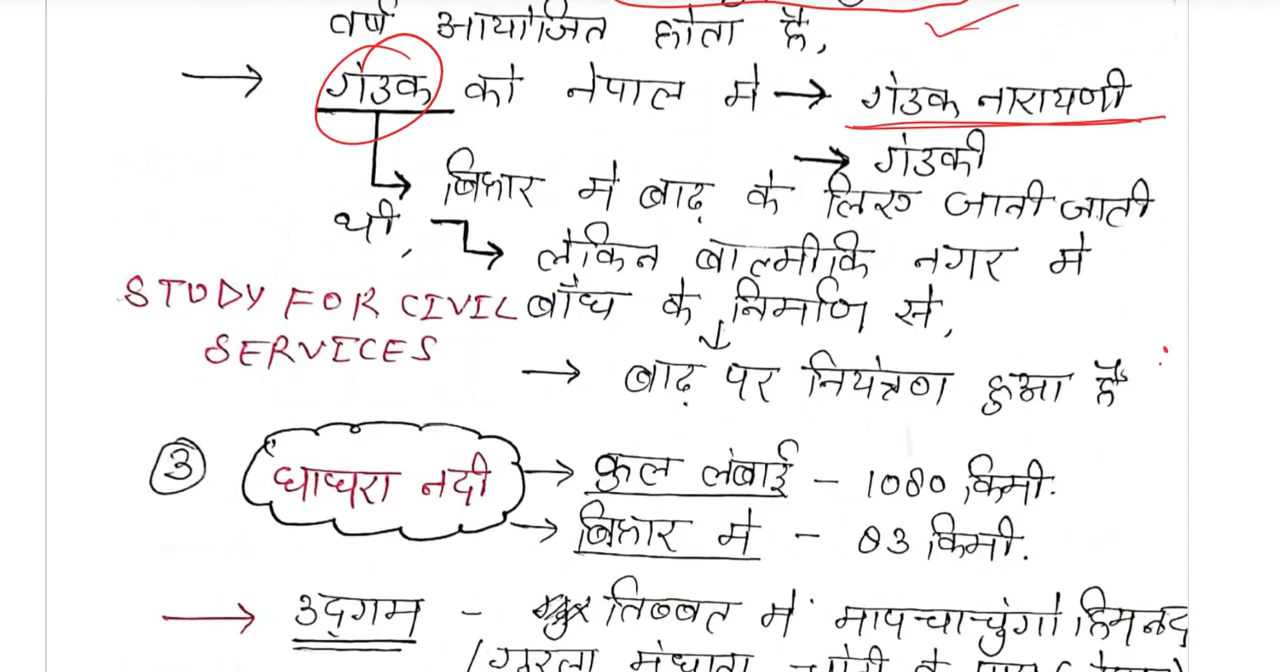 वर्ष आयोजित होता है,
→ गंडक को नेपाल मे → गंडक नारायणी
→ गंडकी
→ बिहार मे बाढ़ के लिए जानी जाती
थी, → लेकिन बाल्मीकि नगर मे
STUDY FOR CIVIL SERVICES
बाँध के निर्माण से,
→ बाढ़ पर नियंत्रण हुआ है
③ घाघरा नदी → कुल लंबाई - 1080 किमी.
→ बिहार मे - 83 किमी.
→ उद्गम - तिब्बत में मापचाचुंगो हिमनद